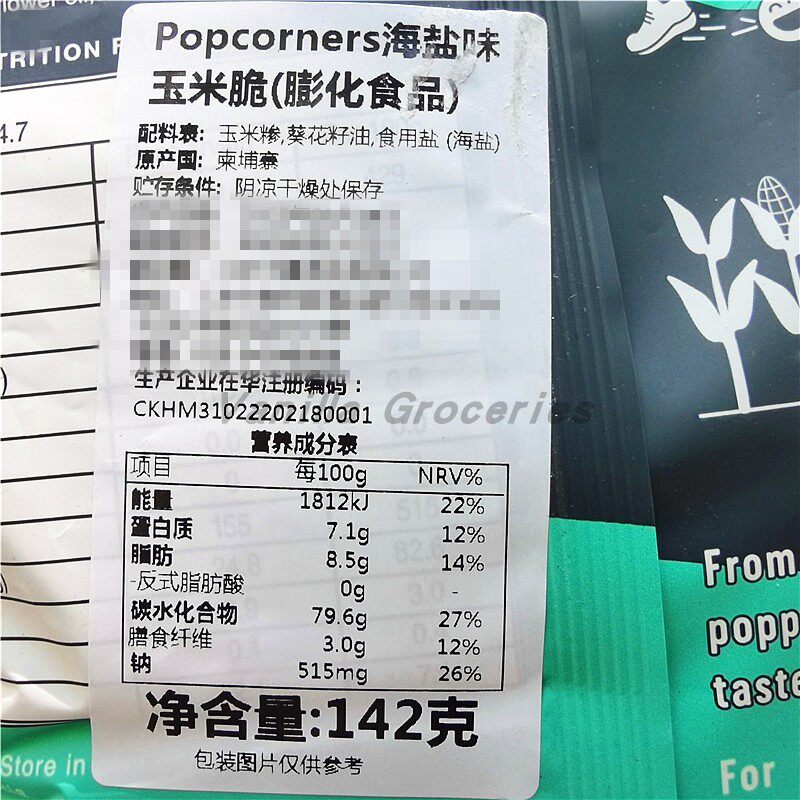 TRITION F
4.7
Popcorners海盐味
玉米脆(膨化食品)
配料表: 玉米糁,葵花籽油,食用盐 (海盐)
原产国: 柬埔寨
贮存条件: 阴凉干燥处保存
生产企业在华注册编码:
CKHM31022202180001
Vanilla Groceries
营养成分表
项目 每100g NRV%
能量 1812kJ 22%
蛋白质 7.1g 12%
脂肪 8.5g 14%
-反式脂肪酸 0g -
碳水化合物 79.6g 27%
膳食纤维 3.0g 12%
钠 515mg 26%
净含量:142克
包装图片仅供参考
Store in
From
popp
taste
For